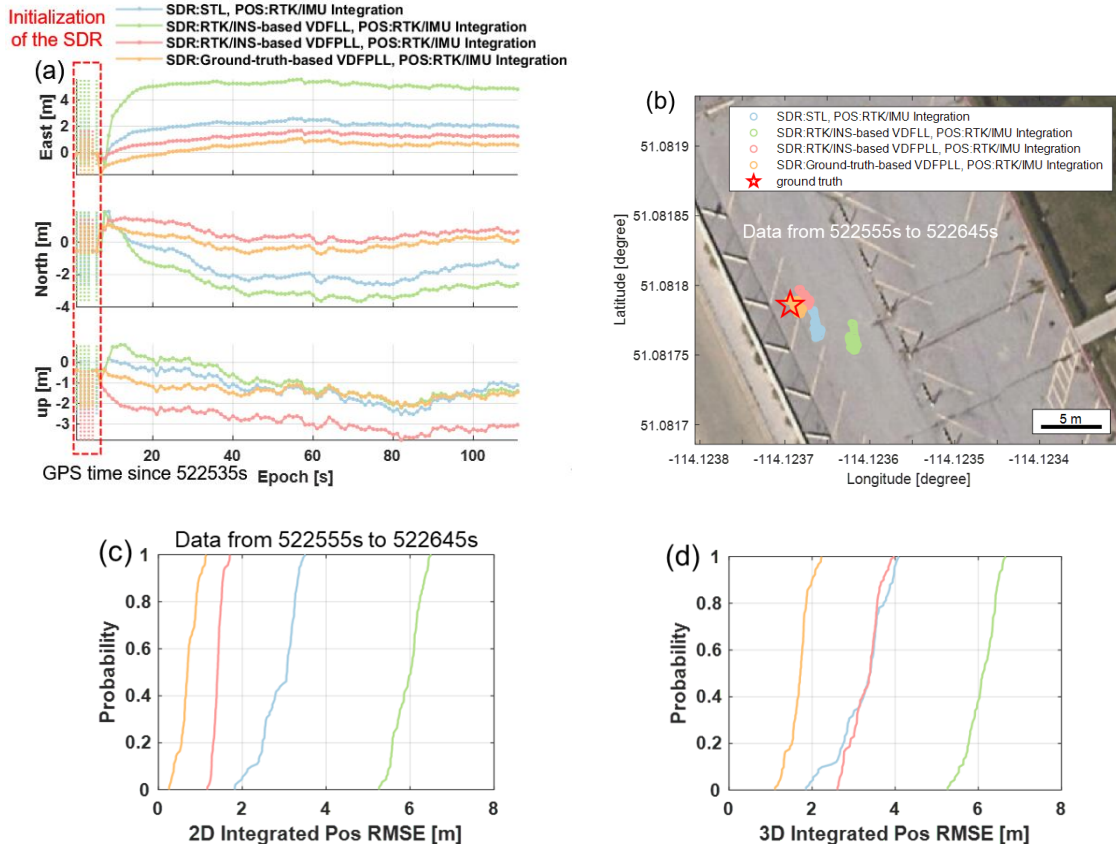 Initialization
of the SDR
SDR:STL, POS:RTK/IMU Integration
SDR:RTK/INS-based VDFLL, POS:RTK/IMU Integration
SDR:RTK/INS-based VDFPLL, POS:RTK/IMU Integration
SDR:Ground-truth-based VDFPLL, POS:RTK/IMU Integration
(a)
East [m]
4
2
0
North [m]
0
-2
-4
up [m]
0
-1
-2
-3
20 40 60 80 100
GPS time since 522535s
Epoch [s]
(b)
SDR:STL, POS:RTK/IMU Integration
SDR:RTK/INS-based VDFLL, POS:RTK/IMU Integration
SDR:RTK/INS-based VDFPLL, POS:RTK/IMU Integration
SDR:Ground-truth-based VDFPLL, POS:RTK/IMU Integration
ground truth
Data from 522555s to 522645s
Latitude [degree]
51.0819
51.08185
51.0818
51.08175
51.0817
5 m
-114.1238 -114.1237 -114.1236 -114.1235 -114.1234
Longitude [degree]
(c)
Data from 522555s to 522645s
Probability
1
0.8
0.6
0.4
0.2
0
0 2 4 6 8
2D Integrated Pos RMSE [m]
(d)
Probability
1
0.8
0.6
0.4
0.2
0
0 2 4 6 8
3D Integrated Pos RMSE [m]